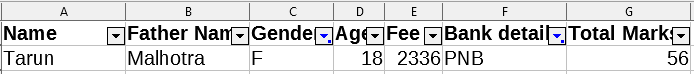 A B C D E F G
Name Father Nam Gende Age Fee Bank detail Total Marks
Tarun Malhotra F 18 2336 PNB 56